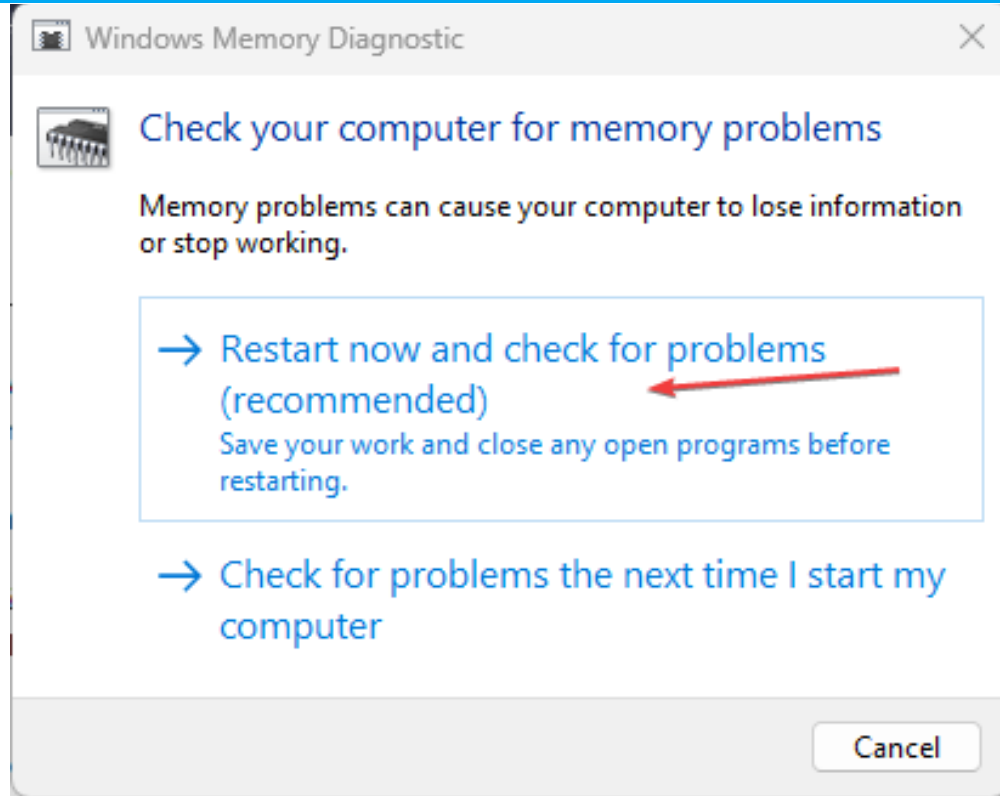 Windows Memory Diagnostic
Check your computer for memory problems
Memory problems can cause your computer to lose information
or stop working.
Restart now and check for problems
(recommended)
Save your work and close any open programs before
restarting.
Check for problems the next time I start my
computer
Cancel